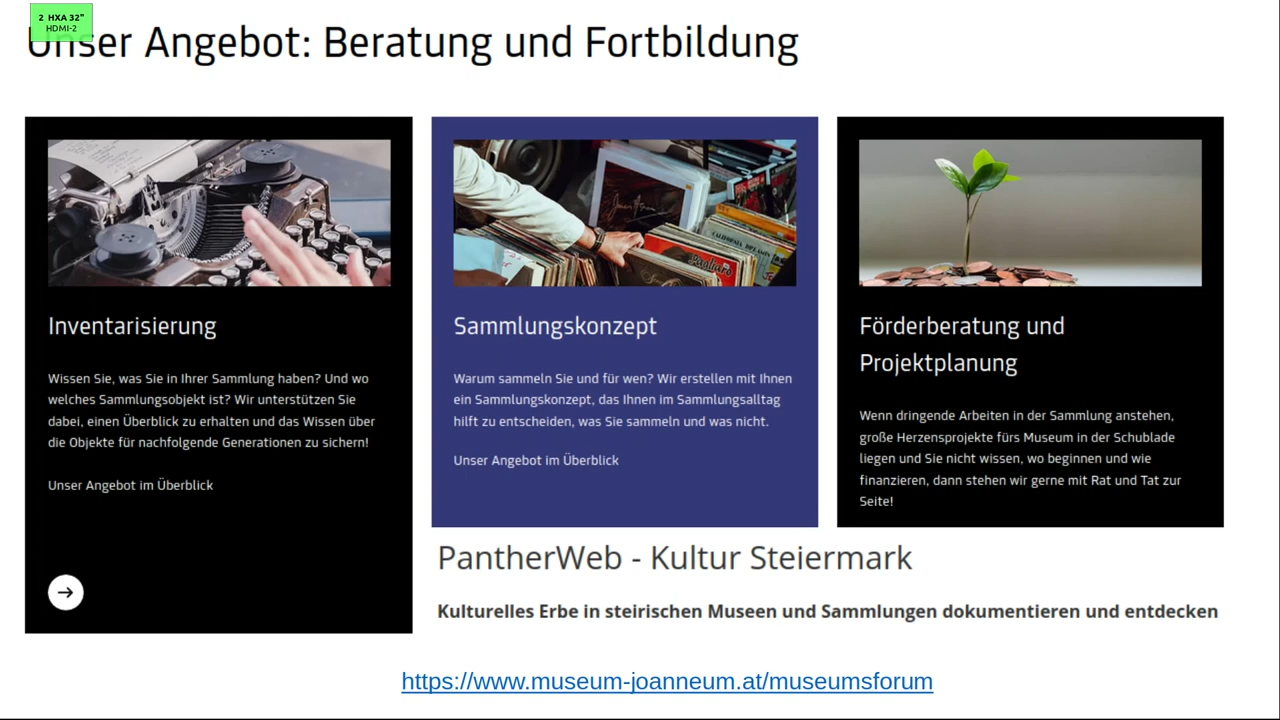 2 HXA 32"
HDMI-2
Unser Angebot: Beratung und Fortbildung
Inventarisierung
Wissen Sie, was Sie in Ihrer Sammlung haben? Und wo
welches Sammlungsobjekt ist? Wir unterstützen Sie
dabei, einen Überblick zu erhalten und das Wissen über
die Objekte für nachfolgende Generationen zu sichern!
Unser Angebot im Überblick
CALIFORNIA DREAMIN
Sammlungskonzept
Warum sammeln Sie und für wen? Wir erstellen mit Ihnen
ein Sammlungskonzept, das Ihnen im Sammlungsalltag
hilft zu entscheiden, was Sie sammeln und was nicht.
Unser Angebot im Überblick
Förderberatung und
Projektplanung
Wenn dringende Arbeiten in der Sammlung anstehen,
große Herzensprojekte fürs Museum in der Schublade
liegen und Sie nicht wissen, wo beginnen und wie
finanzieren, dann stehen wir gerne mit Rat und Tat zur
Seite!
PantherWeb - Kultur Steiermark
Kulturelles Erbe in steirischen Museen und Sammlungen dokumentieren und entdecken
https://www.museum-joanneum.at/museumsforum